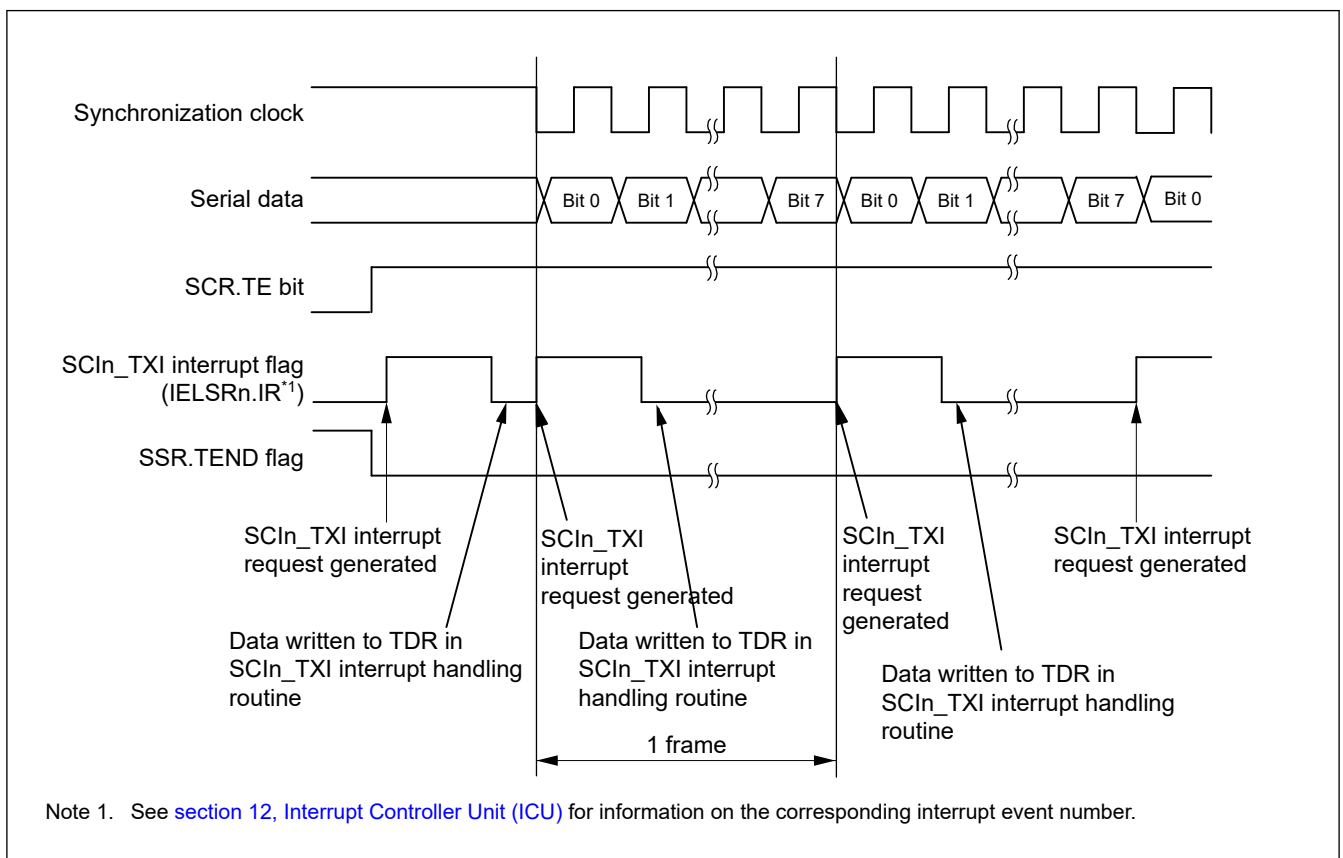 Synchronization clock
Serial data
Bit 0 Bit 1 Bit 7 Bit 0 Bit 1 Bit 7 Bit 0
SCR.TE bit
SCIn_TXI interrupt flag
(IELSRn.IR*1)
SSR.TEND flag
SCIn_TXI interrupt
request generated
SCIn_TXI
interrupt
request generated
SCIn_TXI
interrupt
request
generated
SCIn_TXI interrupt
request generated
Data written to TDR in
SCIn_TXI interrupt handling
routine
Data written to TDR in
SCIn_TXI interrupt
handling routine
Data written to TDR in
SCIn_TXI interrupt handling
routine
1 frame
Note 1. See section 12, Interrupt Controller Unit (ICU) for information on the corresponding interrupt event number.